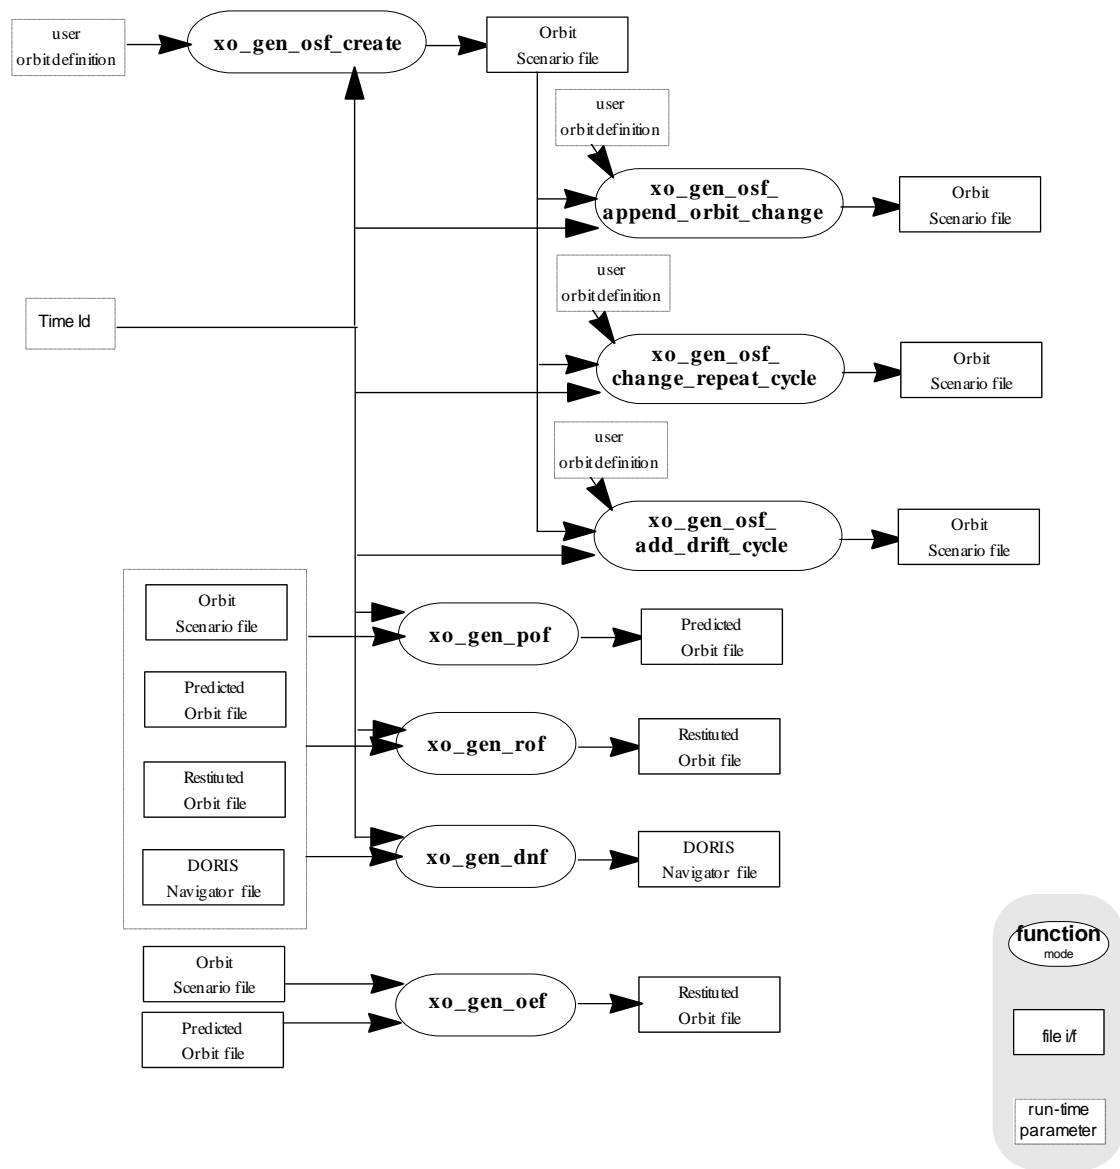 user
orbit definition
xo_gen_osf_create
Orbit
Scenario file
user
orbit definition
xo_gen_osf_
append_orbit_change
Orbit
Scenario file
user
orbit definition
Time Id
xo_gen_osf_
change_repeat_cycle
Orbit
Scenario file
user
orbit definition
xo_gen_osf_
add_drift_cycle
Orbit
Scenario file
Orbit
Scenario file
xo_gen_pof
Predicted
Orbit file
Predicted
Orbit file
xo_gen_rof
Restituted
Orbit file
Restituted
Orbit file
DORIS
Navigator file
xo_gen_dnf
DORIS
Navigator file
Orbit
Scenario file
Predicted
Orbit file
xo_gen_oef
Restituted
Orbit file
function
mode
file i/f
run-time
parameter